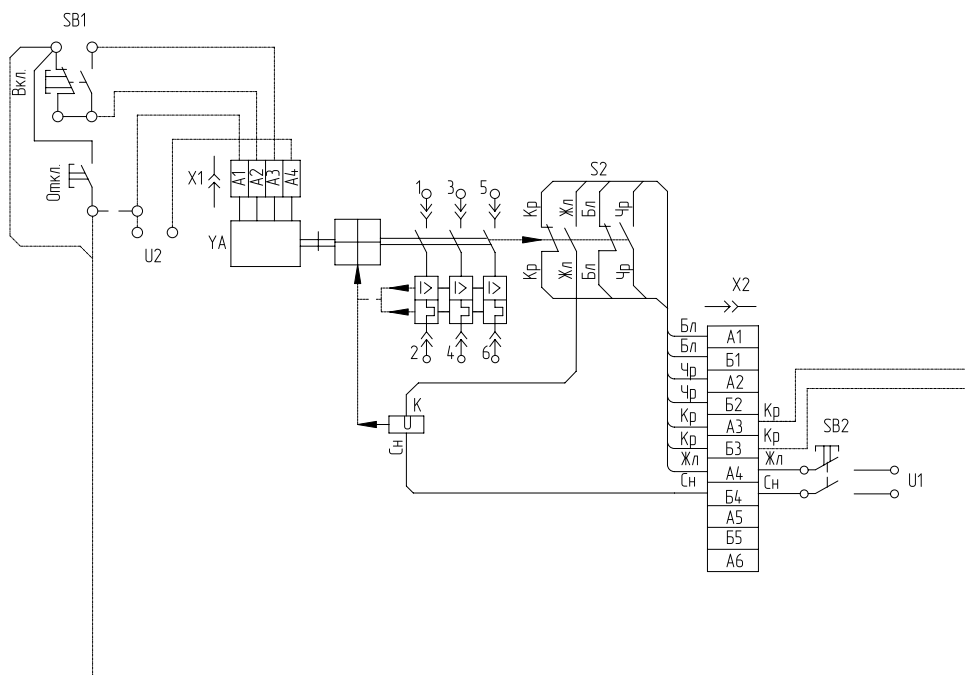 SB1
Вкл.
Откл.
X1
A1
A2
A3
A4
YA
U2
1
3
5
I>
I>
I>
2
4
6
S2
Кр
Жл
Бл
Чр
Кр
Жл
Бл
Чр
K
U
Сн
X2
Бл
A1
Бл
Б1
Чр
A2
Чр
Б2
Кр
A3
Кр
Кр
Б3
Кр
Жл
A4
Жл
Сн
Б4
Сн
A5
Б5
A6
SB2
U1